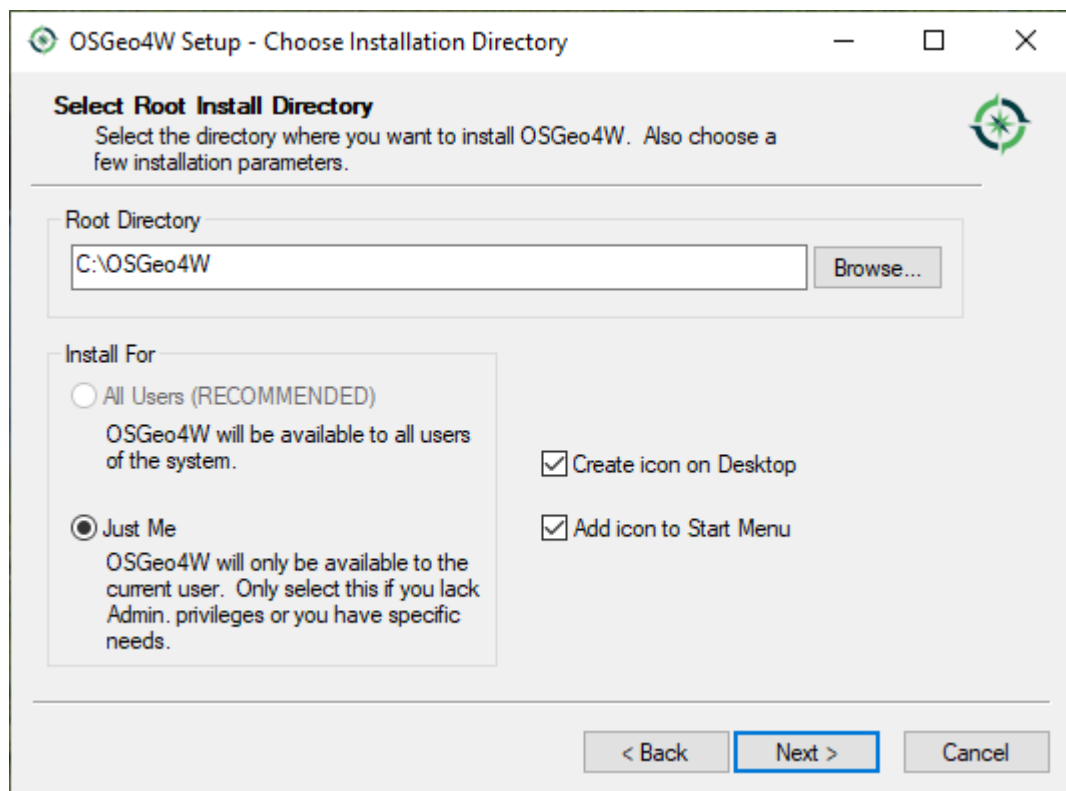 OSGeo4W Setup - Choose Installation Directory
Select Root Install Directory
Select the directory where you want to install OSGeo4W. Also choose a
few installation parameters.
Root Directory
C:\OSGeo4W
Browse...
Install For
All Users (RECOMMENDED)
OSGeo4W will be available to all users
of the system.
Just Me
OSGeo4W will only be available to the
current user. Only select this if you lack
Admin. privileges or you have specific
needs.
Create icon on Desktop
Add icon to Start Menu
< Back
Next >
Cancel